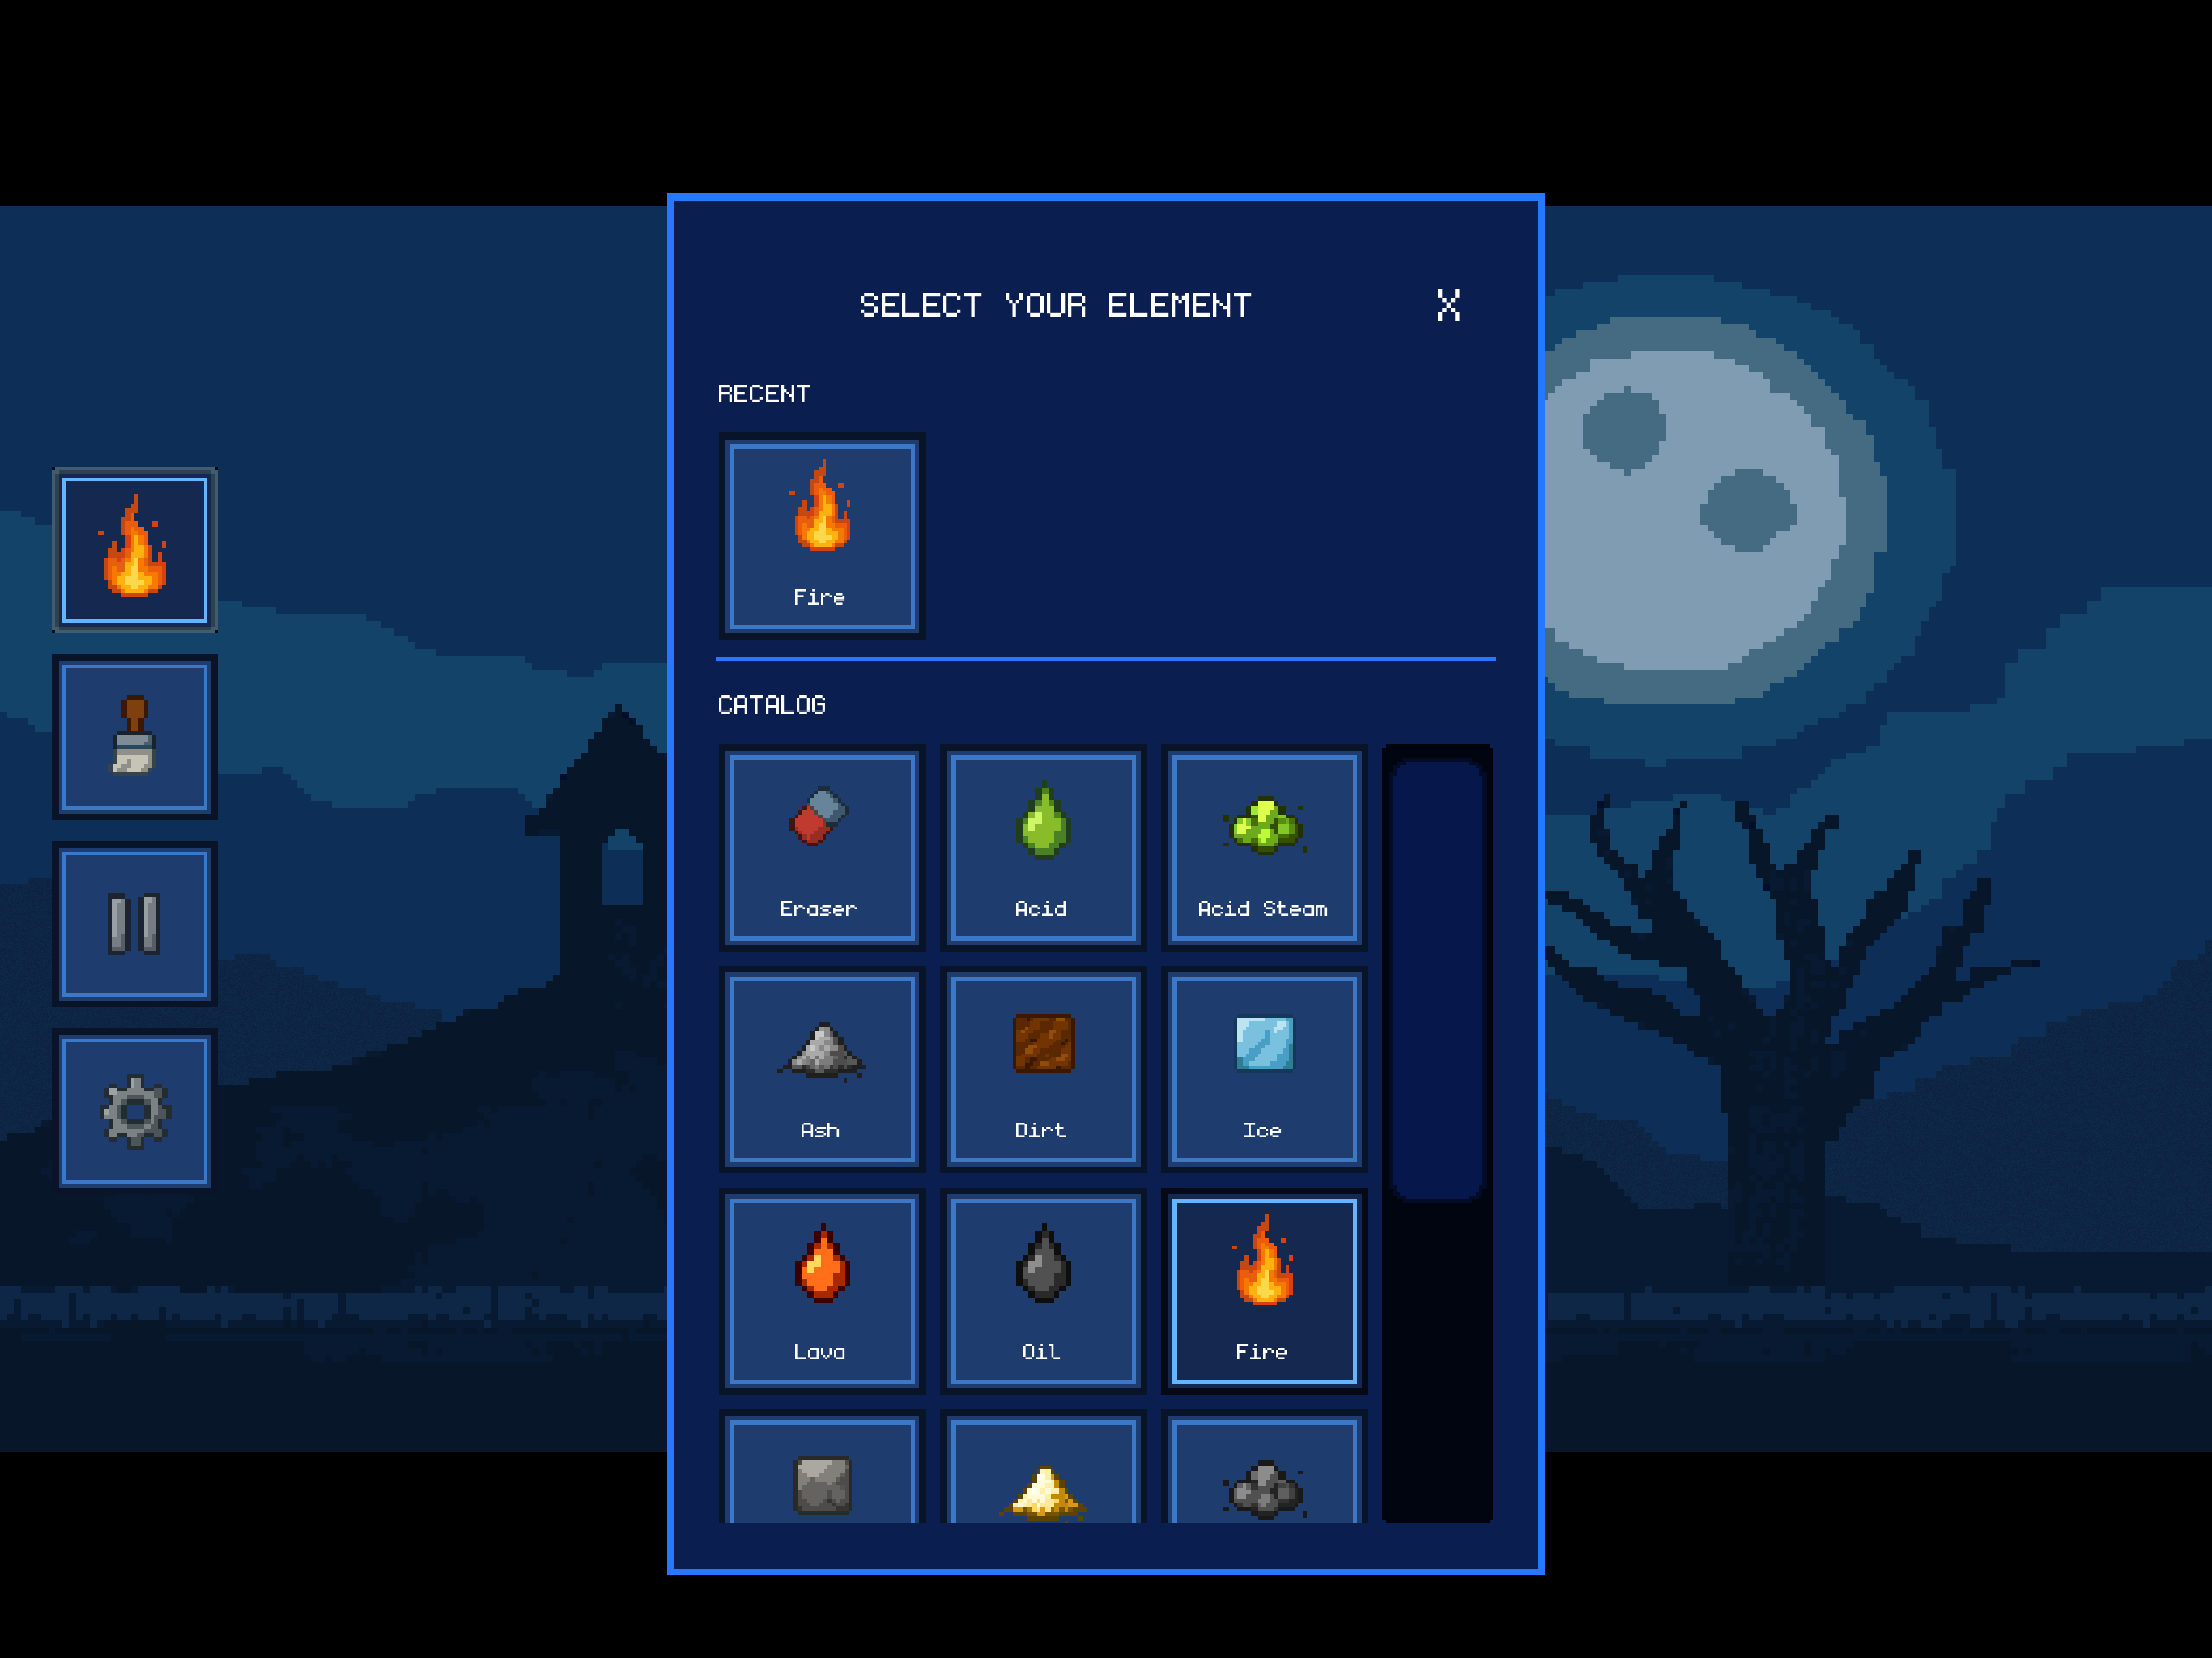 SELECT YOUR ELEMENT X
RECENT
Fire
CATALOG
Eraser Acid Acid Steam
Ash Dirt Ice
Lava Oil Fire